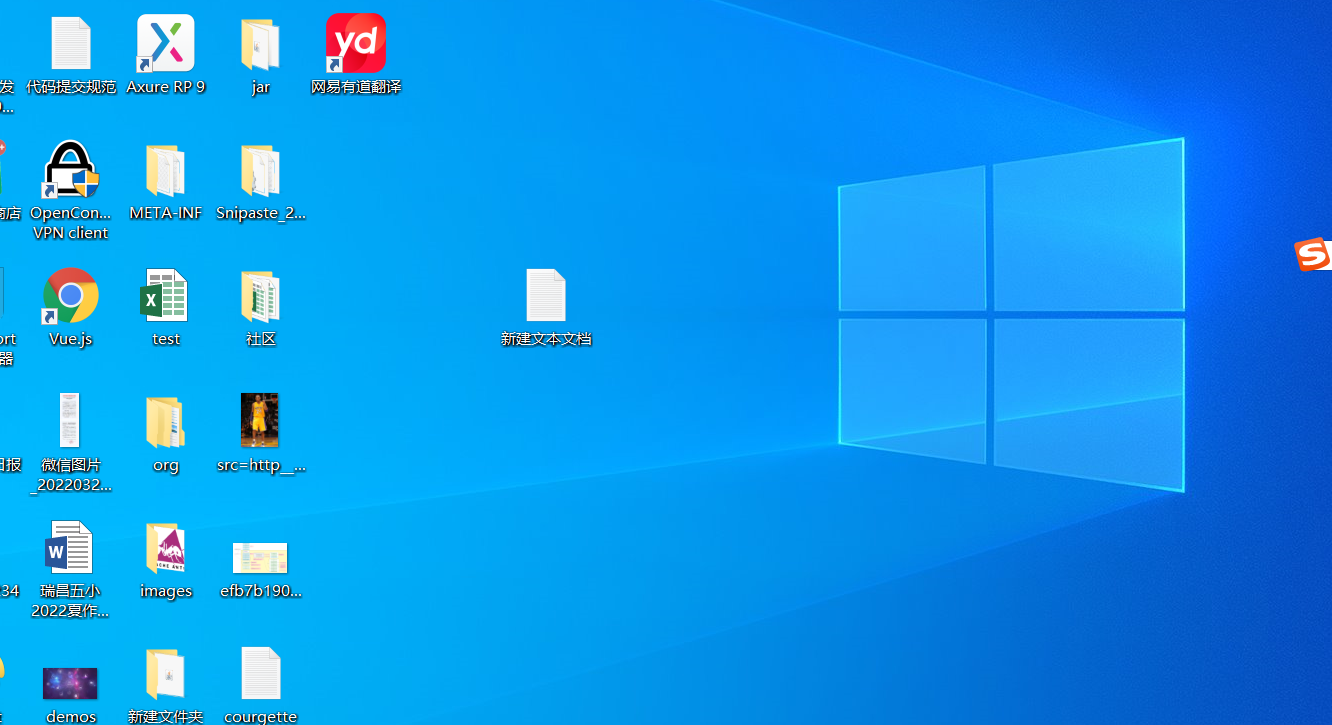 发
代码提交规范
Axure RP 9
jar
yd
网易有道翻译
商店
OpenCon...
VPN client
META-INF
Snipaste_2...
ort
器
Vue.js
X
test
社区
新建文本文档
S
日报
微信图片
_2022032...
org
src=http__...
34
W
瑞昌五小
2022夏作...
images
efb7b190...
demos
新建文件夹
courgette